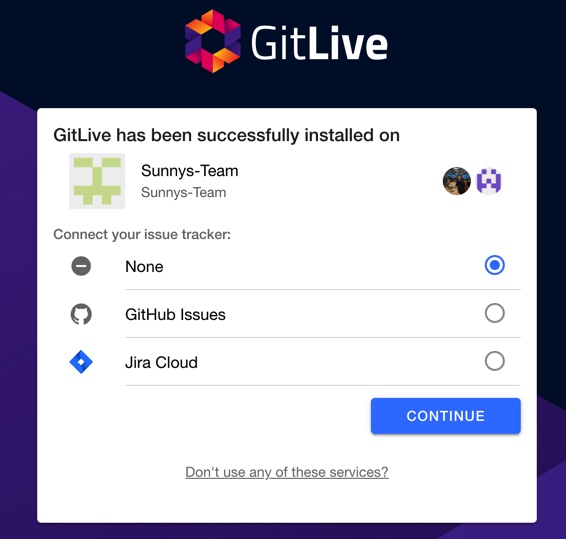 GitLive
GitLive has been successfully installed on
Sunnys-Team
Sunnys-Team
Connect your issue tracker:
None
GitHub Issues
Jira Cloud
CONTINUE
Don't use any of these services?